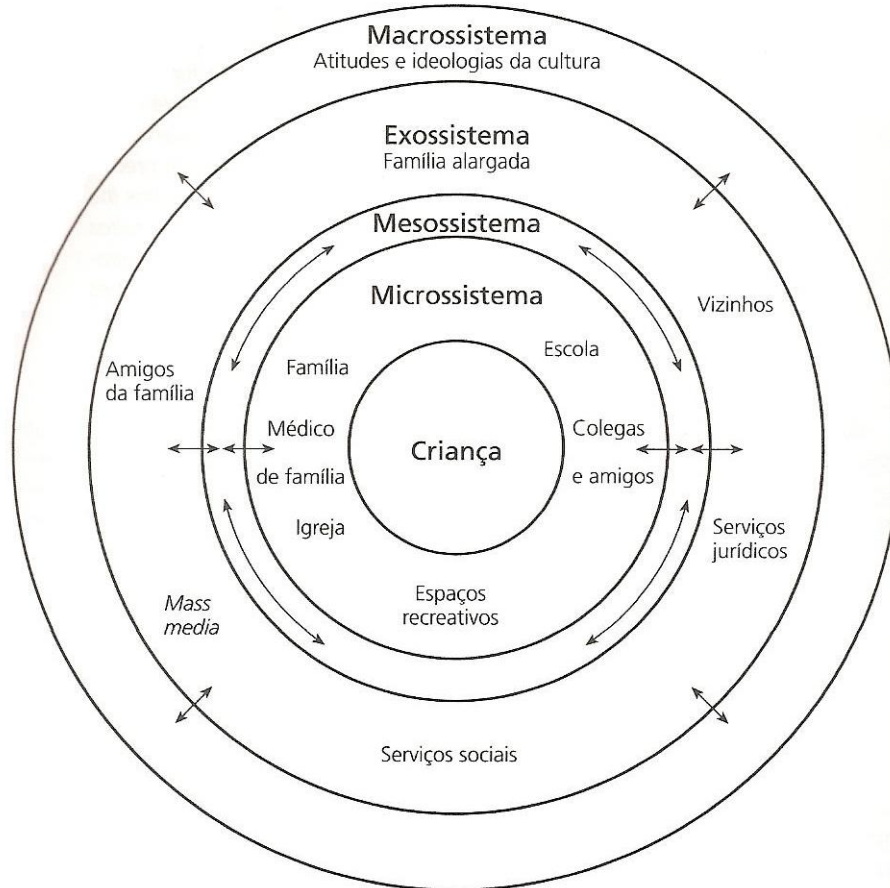 Macrossistema
Atitudes e ideologias da cultura
Exossistema
Família alargada
Mesossistema
Microssistema
Vizinhos
Escola
Família
Amigos
da família
Médico
de família
Criança
Colegas
e amigos
Igreja
Serviços
jurídicos
Espaços
recreativos
Mass
media
Serviços sociais